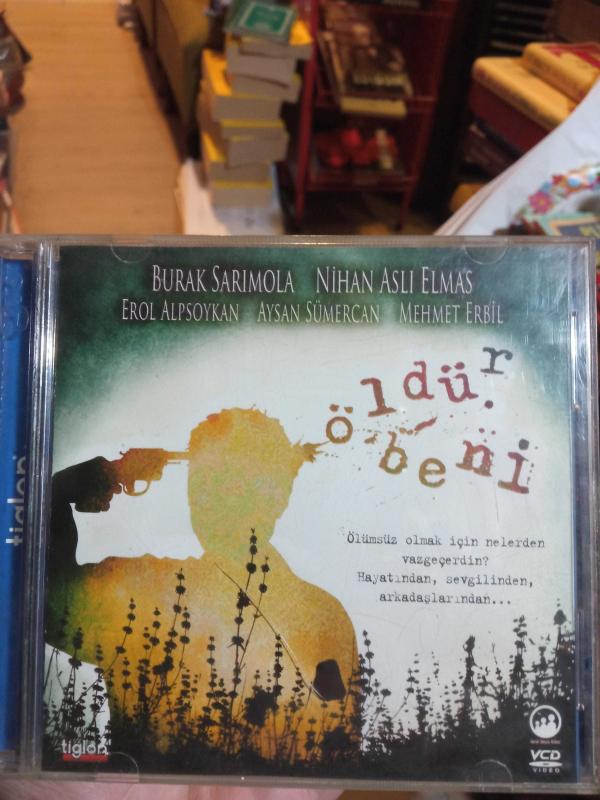 BURAK SARIMOLA NİHAN ASLI ELMAS
EROL ALPSOYKAN AYSAN SÜMERCAN MEHMET ERBİL
öldür
beni
Ölümsüz olmak için nelerden
vazgeçerdin?
Hayatından, sevgilinden,
arkadaşlarından...
tiglon
tiglon
VCD
VIDEO